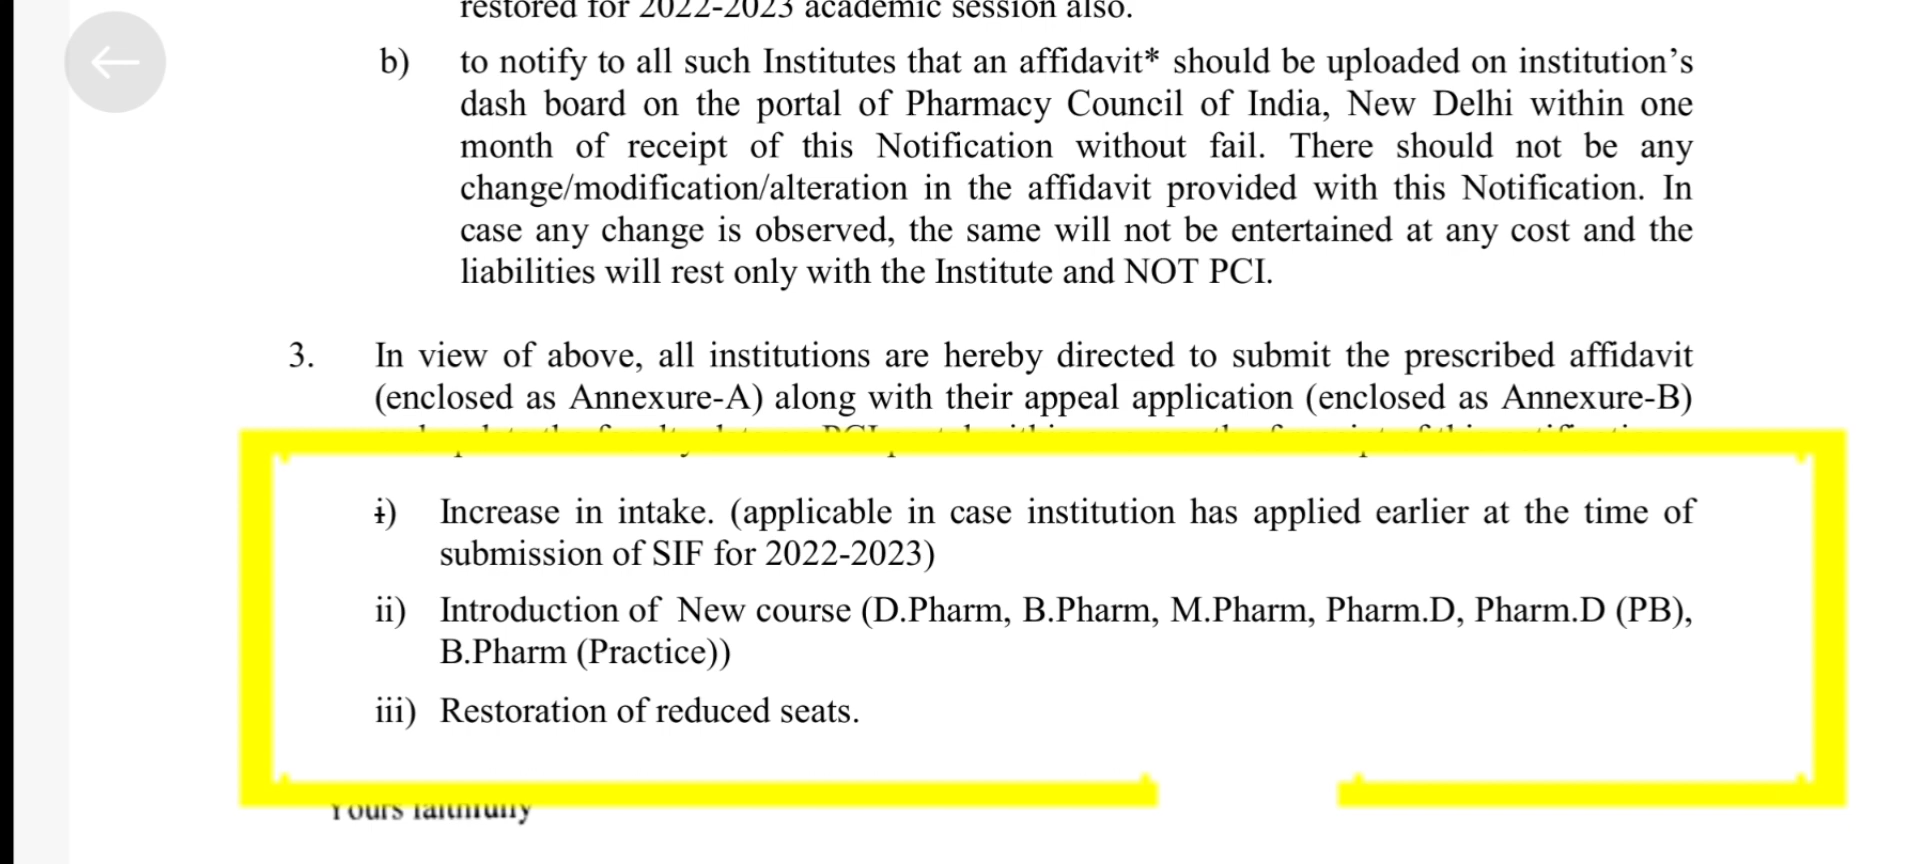 restored for 2022-2023 academic session also.
b) to notify to all such Institutes that an affidavit* should be uploaded on institution's
dash board on the portal of Pharmacy Council of India, New Delhi within one
month of receipt of this Notification without fail. There should not be any
change/modification/alteration in the affidavit provided with this Notification. In
case any change is observed, the same will not be entertained at any cost and the
liabilities will rest only with the Institute and NOT PCI.
3. In view of above, all institutions are hereby directed to submit the prescribed affidavit
(enclosed as Annexure-A) along with their appeal application (enclosed as Annexure-B)
i) Increase in intake. (applicable in case institution has applied earlier at the time of
submission of SIF for 2022-2023)
ii) Introduction of New course (D.Pharm, B.Pharm, M.Pharm, Pharm.D, Pharm.D (PB),
B.Pharm (Practice))
iii) Restoration of reduced seats.
Yours faithfully